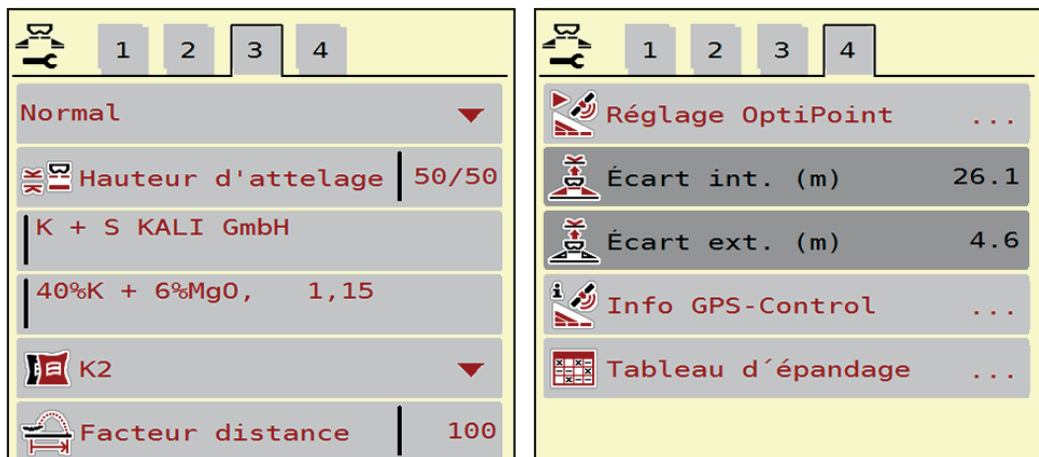 1 2 3 4
Normal
Hauteur d'attelage 50/50
K + S KALI GmbH
40%K + 6%MgO, 1,15
K2
Facteur distance 100
1 2 3 4
Réglage OptiPoint ...
Écart int. (m) 26.1
Écart ext. (m) 4.6
i
Info GPS-Control ...
Tableau d´épandage ...